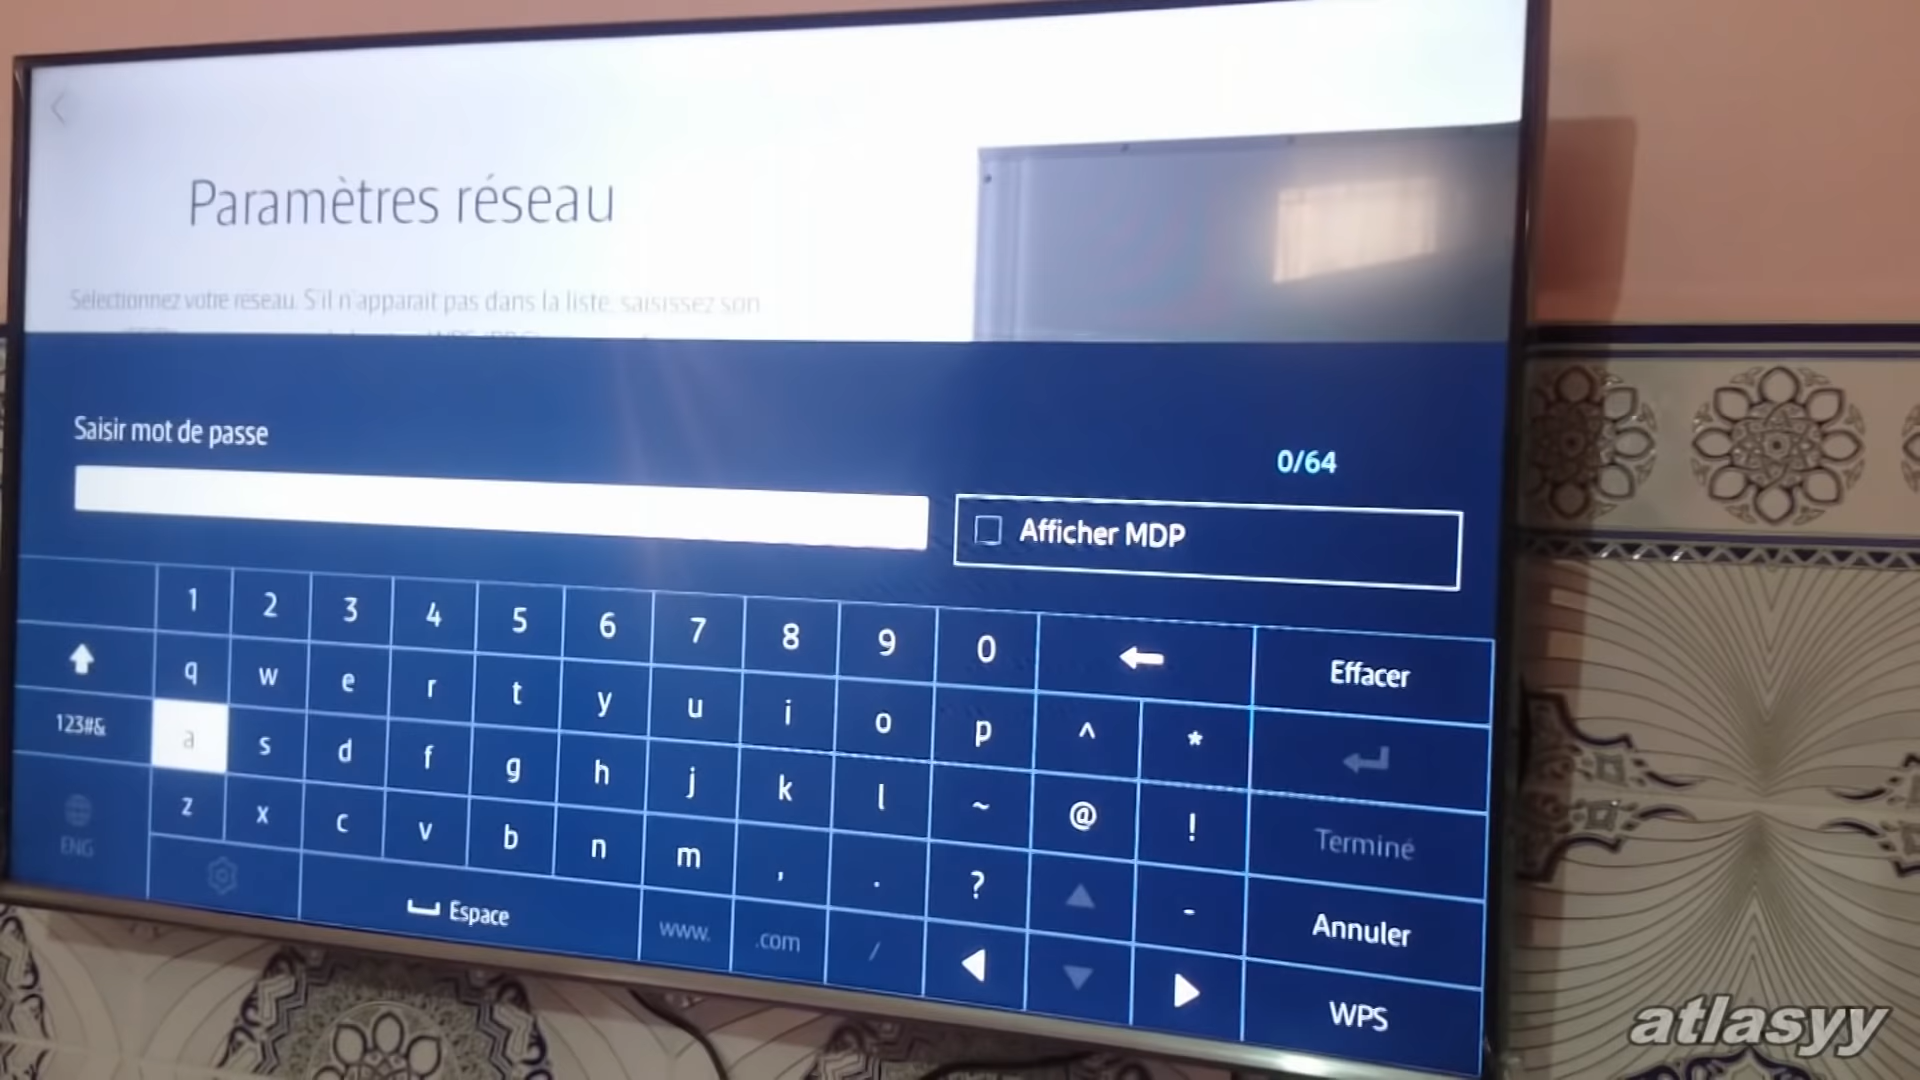 Paramètres réseau
Sélectionnez votre réseau. S'il n'apparait pas dans la liste, saisissez son
WPS
Saisir mot de passe
0/64
Afficher MDP
1 2 3 4 5 6 7 8 9 0 ← Effacer
q w e r t y u i o p ^ *
123#& a s d f g h j k l ~ @ ! Terminé
ENG z x c v b n m , . ? - Annuler
Espace www. .com / WPS
atlasyy